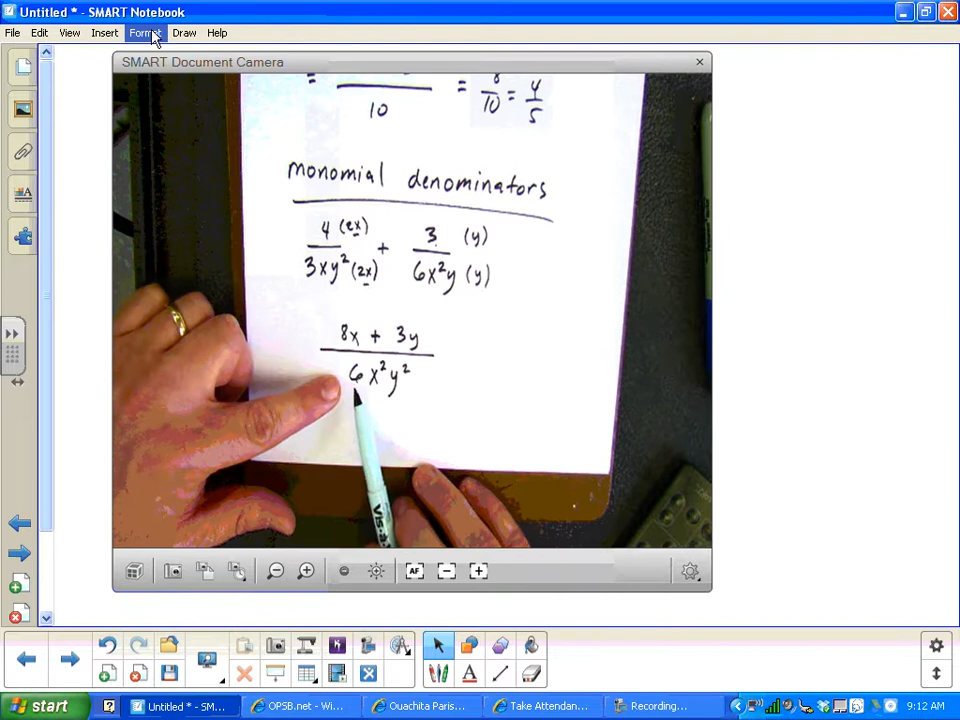 Untitled * - SMART Notebook
File Edit View Insert Format Draw Help
SMART Document Camera
= 10 = 8/10 = 4/5
monomial denominators
4 (2x) / 3xy² (2x) + 3 (y) / 6x²y (y)
8x + 3y
6x²y²
start
Untitled * - SM...
OPSB.net - Wi...
Ouachita Paris...
Take Attendan...
Recording...
9:12 AM